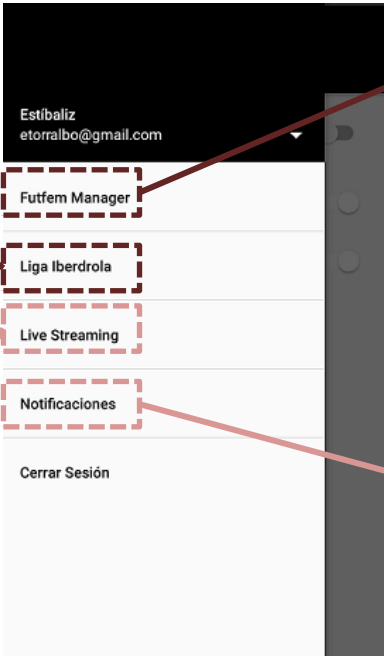 Estíbaliz
etorralbo@gmail.com
Futfem Manager
Liga Iberdrola
Live Streaming
Notificaciones
Cerrar Sesión